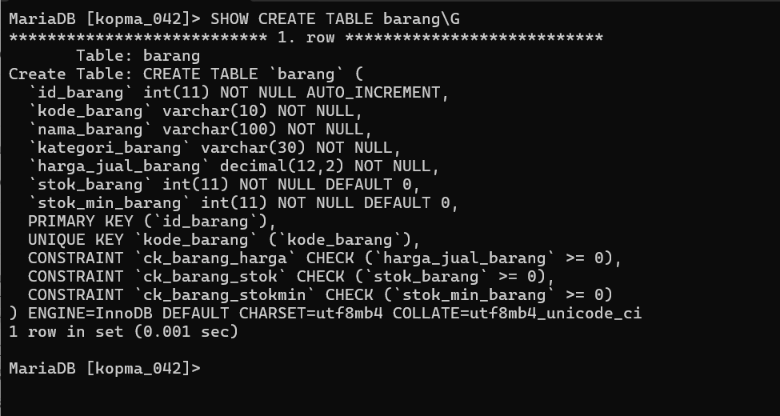 MariaDB [kopma_042]> SHOW CREATE TABLE barang\G
*************************** 1. row ***************************
       Table: barang
Create Table: CREATE TABLE `barang` (
  `id_barang` int(11) NOT NULL AUTO_INCREMENT,
  `kode_barang` varchar(10) NOT NULL,
  `nama_barang` varchar(100) NOT NULL,
  `kategori_barang` varchar(30) NOT NULL,
  `harga_jual_barang` decimal(12,2) NOT NULL,
  `stok_barang` int(11) NOT NULL DEFAULT 0,
  `stok_min_barang` int(11) NOT NULL DEFAULT 0,
  PRIMARY KEY (`id_barang`),
  UNIQUE KEY `kode_barang` (`kode_barang`),
  CONSTRAINT `ck_barang_harga` CHECK (`harga_jual_barang` >= 0),
  CONSTRAINT `ck_barang_stok` CHECK (`stok_barang` >= 0),
  CONSTRAINT `ck_barang_stokmin` CHECK (`stok_min_barang` >= 0)
) ENGINE=InnoDB DEFAULT CHARSET=utf8mb4 COLLATE=utf8mb4_unicode_ci
1 row in set (0.001 sec)
MariaDB [kopma_042]>